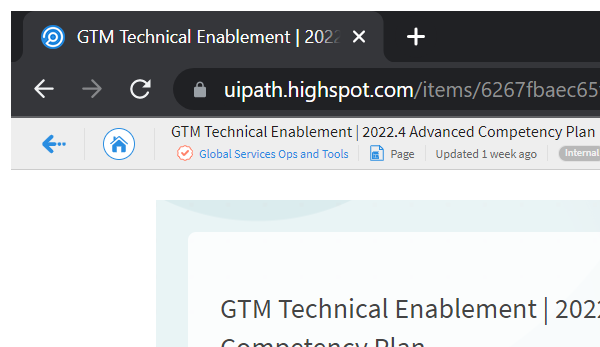 GTM Technical Enablement | 2022
uipath.highspot.com/items/6267fbaec65
GTM Technical Enablement | 2022.4 Advanced Competency Plan
Global Services Ops and Tools Page Updated 1 week ago Internal
GTM Technical Enablement | 2022
Competency Plan